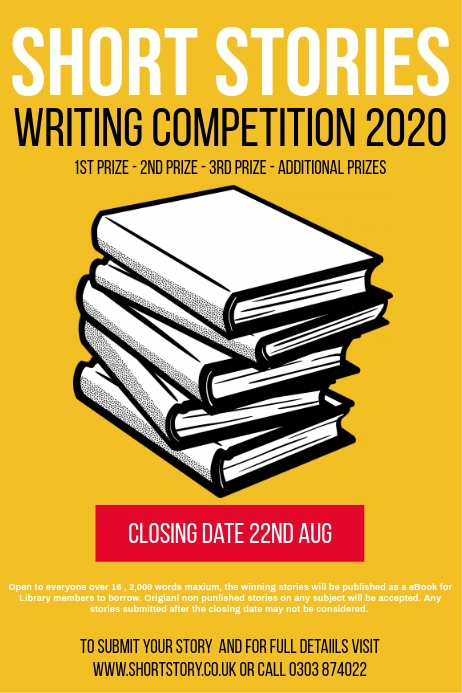 SHORT STORIES
WRITING COMPETITION 2020
1ST PRIZE - 2ND PRIZE - 3RD PRIZE - ADDITIONAL PRIZES
CLOSING DATE 22ND AUG
Open to everyone over 16 , 2,000 words maxium, the winning stories will be published as a eBook for
Library members to borrow. Origianl non punlished stories on any subject will be accepted. Any
stories submitted after the closing date may not be considered.
TO SUBMIT YOUR STORY AND FOR FULL DETAIILS VISIT
WWW.SHORTSTORY.CO.UK OR CALL 0303 874022